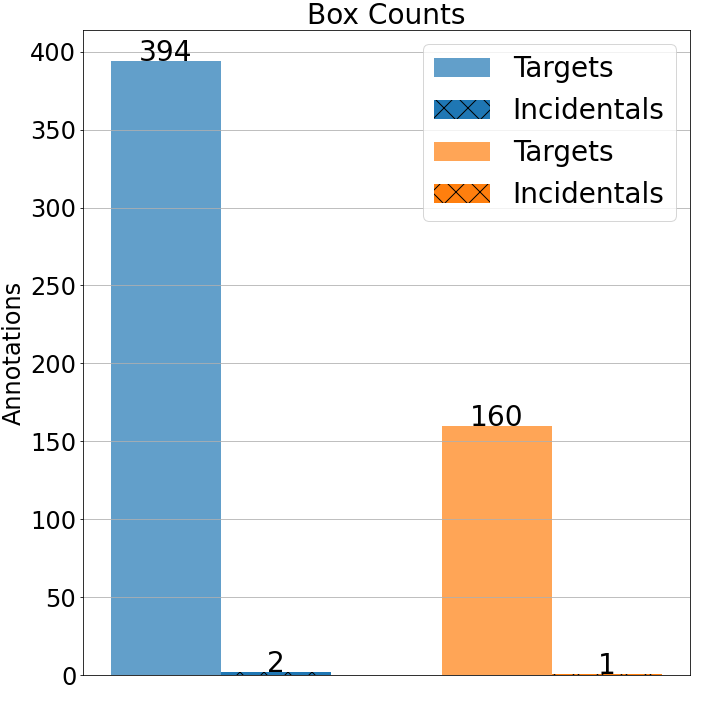 Box Counts
400
350
300
250
200
150
100
50
0
Annotations
394
2
160
1
Targets
Incidentals
Targets
Incidentals